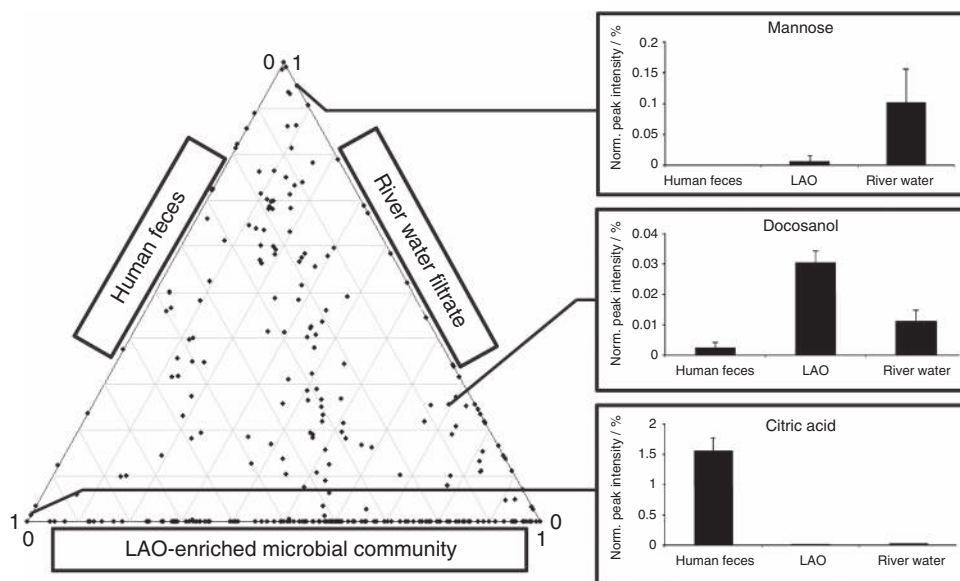 0 1
Human feces
River water filtrate
1
0
0
1
LAO-enriched microbial community
Mannose
Norm. peak intensity / %
0.2
0.15
0.1
0.05
0
Human feces LAO River water
Docosanol
Norm. peak intensity / %
0.04
0.03
0.02
0.01
0
Human feces LAO River water
Citric acid
Norm. peak intensity / %
2
1.5
1
0.5
0
Human feces LAO River water